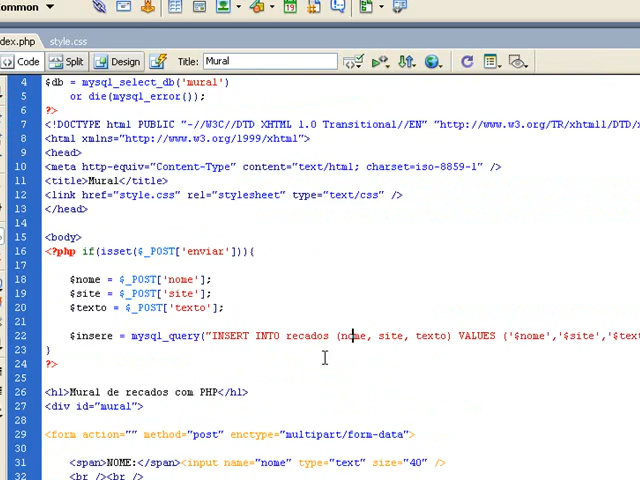 Common
dex.php style.css
Code Split Design Title: Mural
4 $db = mysql_select_db('mural')
5 or die(mysql_error());
6 ?>
7 <!DOCTYPE html PUBLIC "-//W3C//DTD XHTML 1.0 Transitional//EN" "http://www.w3.org/TR/xhtml1/DTD/x
8 <html xmlns="http://www.w3.org/1999/xhtml">
9 <head>
10 <meta http-equiv="Content-Type" content="text/html; charset=iso-8859-1" />
11 <title>Mural</title>
12 <link href="style.css" rel="stylesheet" type="text/css" />
13 </head>
14
15 <body>
16 <?php if(isset($_POST['enviar'])){
17
18 $nome = $_POST['nome'];
19 $site = $_POST['site'];
20 $texto = $_POST['texto'];
21
22 $insere = mysql_query("INSERT INTO recados (nome, site, texto) VALUES ('$nome','$site','$text
23 }
24 ?>
25
26 <h1>Mural de recados com PHP</h1>
27 <div id="mural">
28
29 <form action="" method="post" enctype="multipart/form-data">
30
31 <span>NOME:</span><input name="nome" type="text" size="40" />
32 <br /><br />